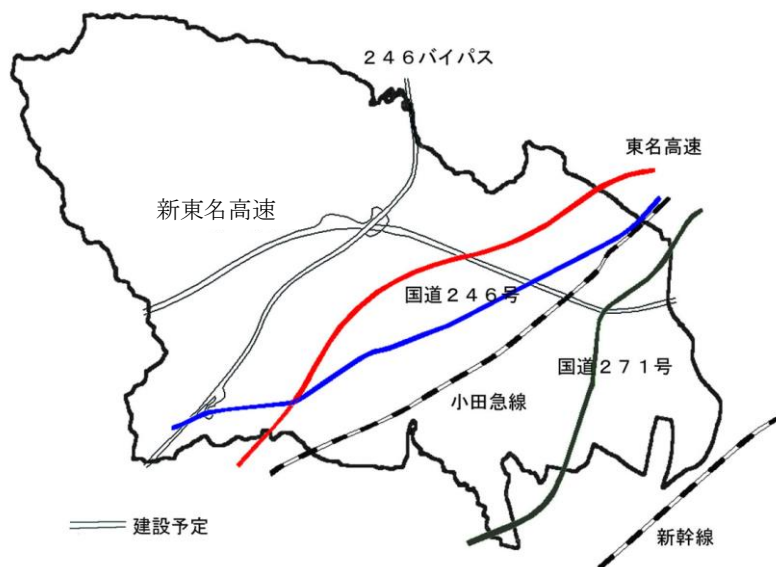 246バイパス
東名高速
新東名高速
国道246号
国道271号
小田急線
建設予定
新幹線